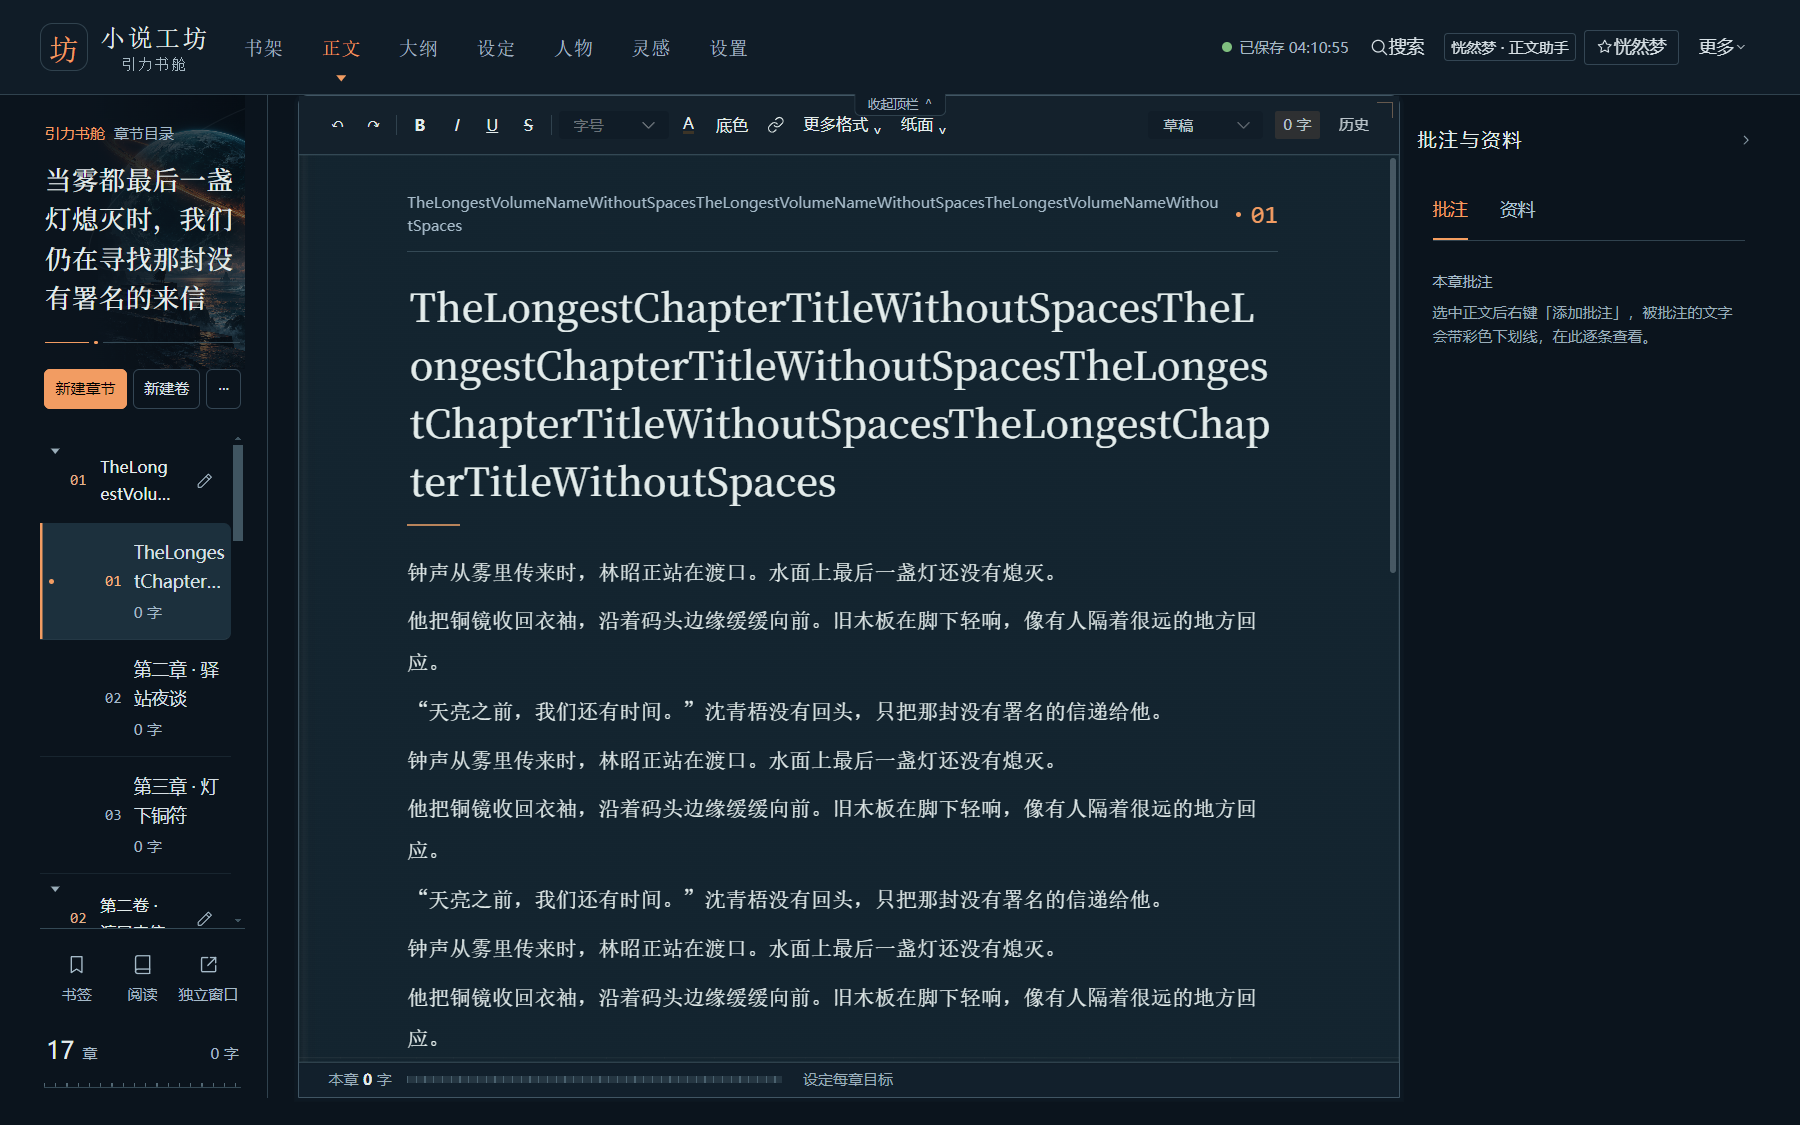 坊
小说工坊
引力书舱
书架
正文
大纲
设定
人物
灵感
设置
已保存 04:10:55
搜索
恍然梦 · 正文助手
恍然梦
更多
引力书舱 章节目录
当雾都最后一盏
灯熄灭时，我们
仍在寻找那封没
有署名的来信
新建章节
新建卷
...
01
TheLong
estVolu...
01
TheLonges
tChapter...
0 字
02
第二章 · 驿
站夜谈
0 字
03
第三章 · 灯
下铜符
0 字
02
第二卷 ·
书签
阅读
独立窗口
17 章
0 字
收起顶栏 ^
B
I
U
S
字号
A
底色
更多格式
纸面
草稿
0 字
历史
TheLongestVolumeNameWithoutSpacesTheLongestVolumeNameWithoutSpacesTheLongestVolumeNameWithou
tSpaces
• 01
TheLongestChapterTitleWithoutSpacesTheL
ongestChapterTitleWithoutSpacesTheLonges
tChapterTitleWithoutSpacesTheLongestChap
terTitleWithoutSpaces
钟声从雾里传来时，林昭正站在渡口。水面上最后一盏灯还没有熄灭。
他把铜镜收回衣袖，沿着码头边缘缓缓向前。旧木板在脚下轻响，像有人隔着很远的地方回
应。
“天亮之前，我们还有时间。”沈青梧没有回头，只把那封没有署名的信递给他。
钟声从雾里传来时，林昭正站在渡口。水面上最后一盏灯还没有熄灭。
他把铜镜收回衣袖，沿着码头边缘缓缓向前。旧木板在脚下轻响，像有人隔着很远的地方回
应。
“天亮之前，我们还有时间。”沈青梧没有回头，只把那封没有署名的信递给他。
钟声从雾里传来时，林昭正站在渡口。水面上最后一盏灯还没有熄灭。
他把铜镜收回衣袖，沿着码头边缘缓缓向前。旧木板在脚下轻响，像有人隔着很远的地方回
应。
本章 0 字
设定每章目标
批注与资料
批注
资料
本章批注
选中正文后右键「添加批注」，被批注的文字
会带彩色下划线，在此逐条查看。